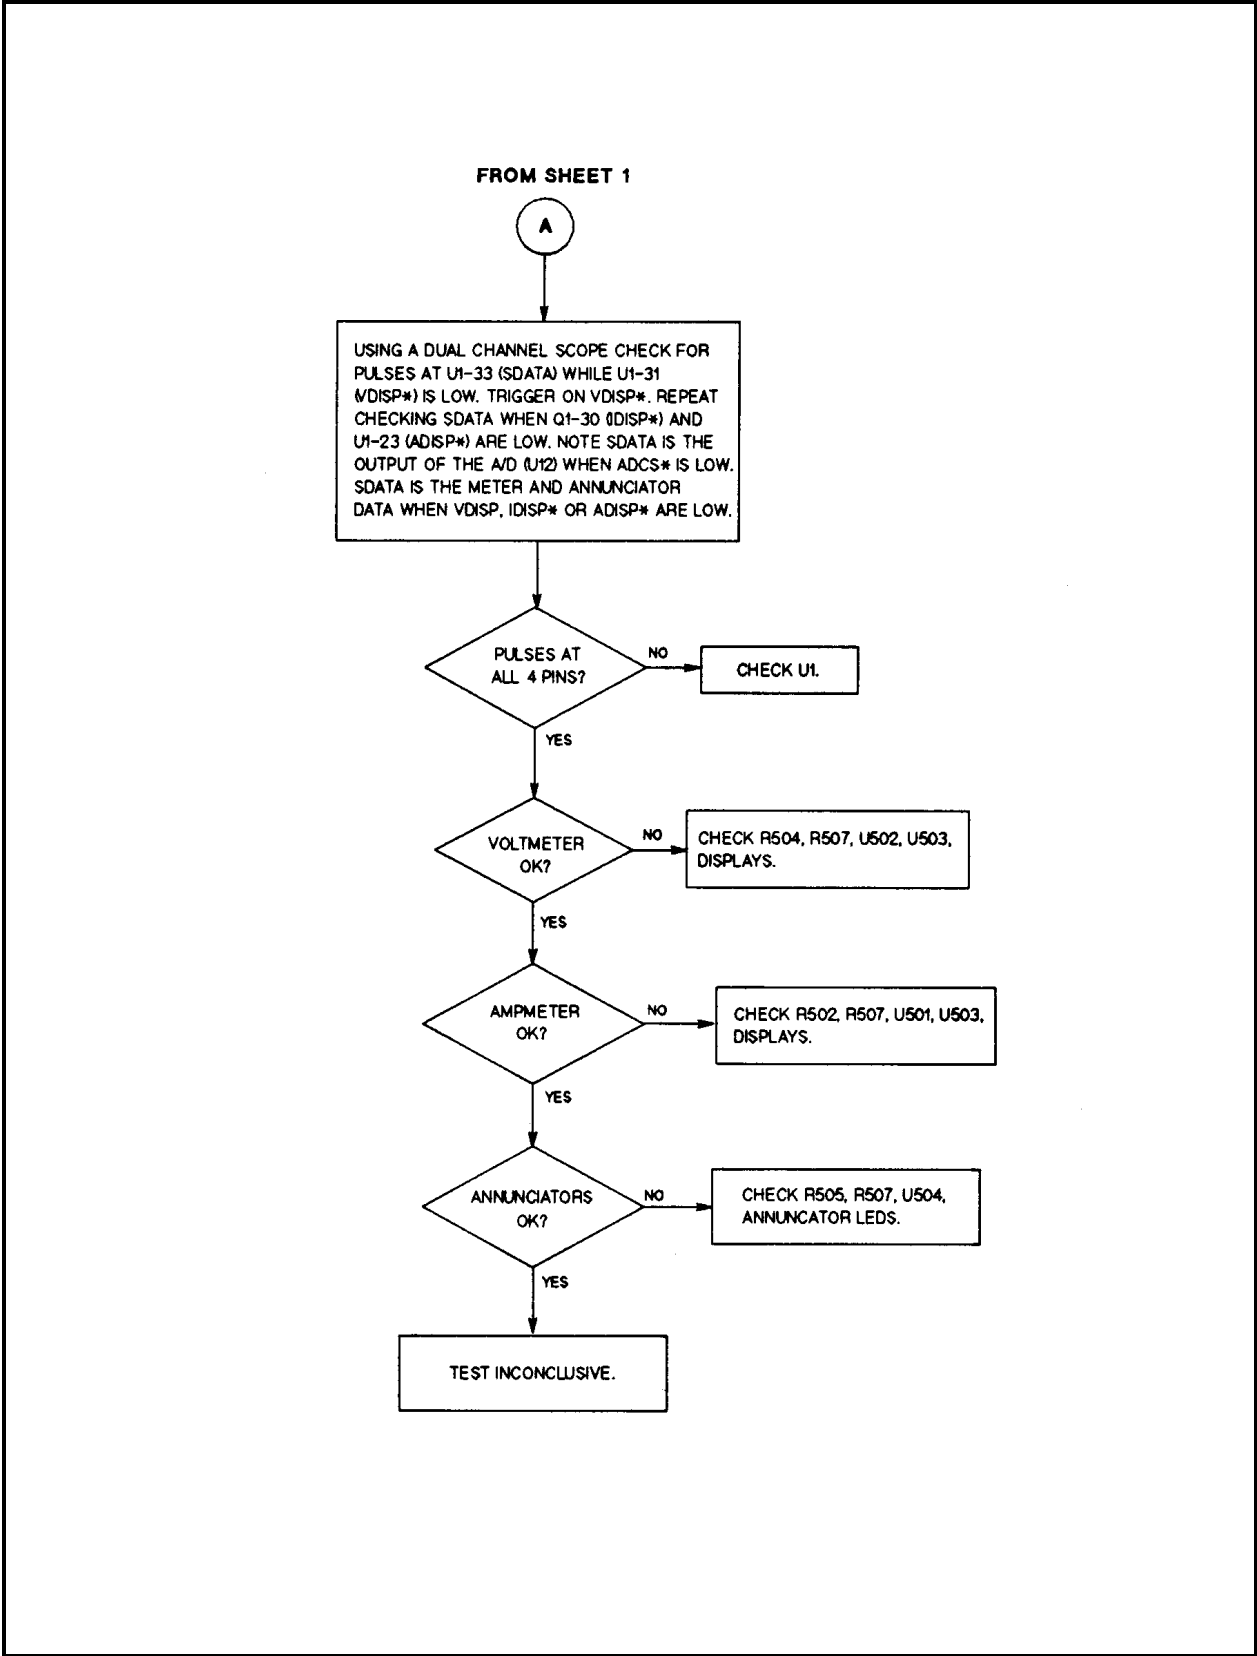 FROM SHEET 1
A
USING A DUAL CHANNEL SCOPE CHECK FOR
PULSES AT U1-33 (SDATA) WHILE U1-31
(VDISP*) IS LOW. TRIGGER ON VDISP*. REPEAT
CHECKING SDATA WHEN Q1-30 (IDISP*) AND
U1-23 (ADISP*) ARE LOW. NOTE SDATA IS THE
OUTPUT OF THE A/D (U12) WHEN ADCS* IS LOW.
SDATA IS THE METER AND ANNUNCIATOR
DATA WHEN VDISP, IDISP* OR ADISP* ARE LOW.
PULSES AT
ALL 4 PINS?
NO
CHECK U1.
YES
VOLTMETER
OK?
NO
CHECK R504, R507, U502, U503,
DISPLAYS.
YES
AMPMETER
OK?
NO
CHECK R502, R507, U501, U503,
DISPLAYS.
YES
ANNUNCIATORS
OK?
NO
CHECK R505, R507, U504,
ANNUNCATOR LEDS.
YES
TEST INCONCLUSIVE.